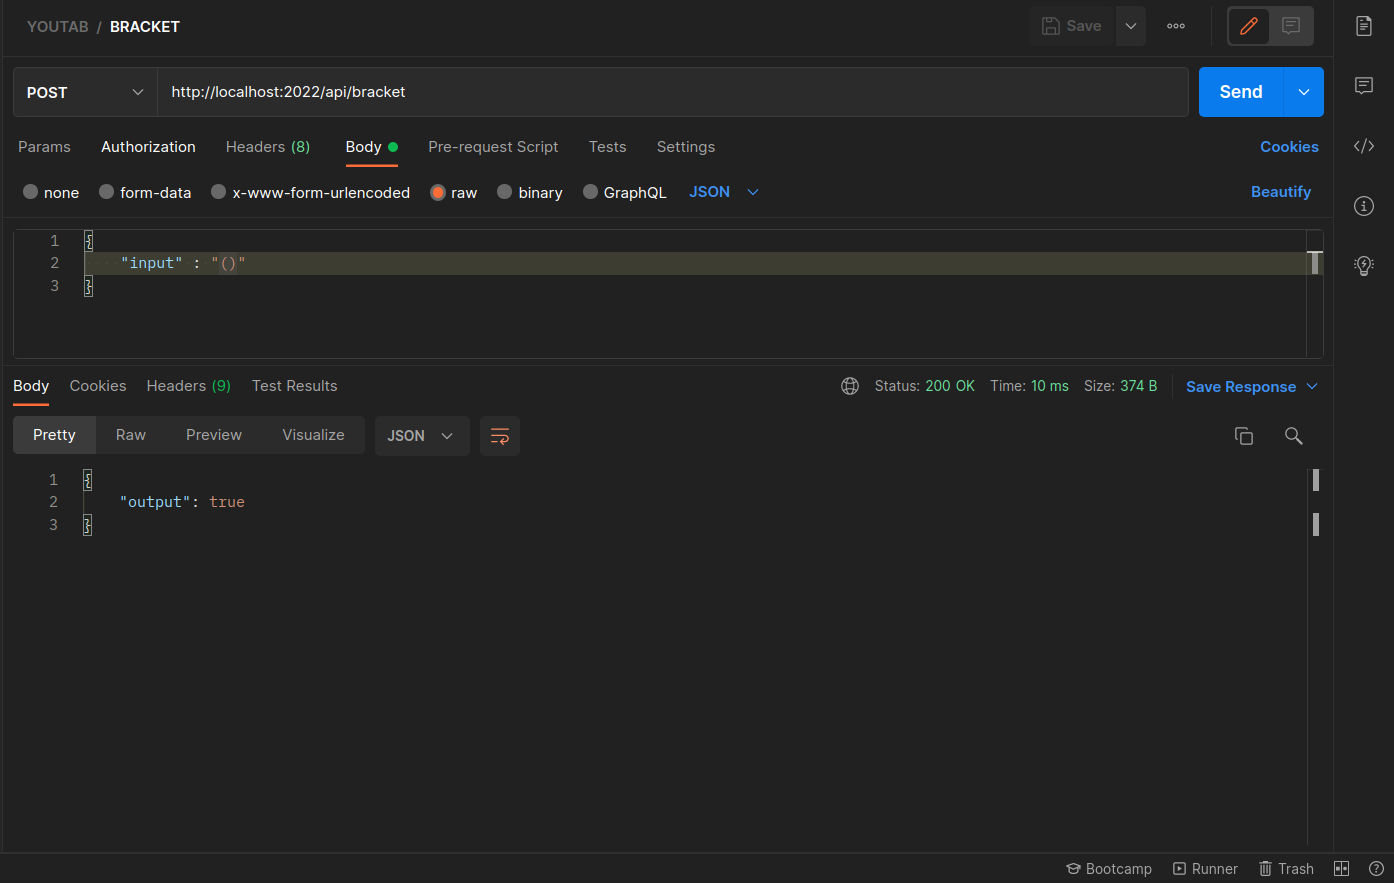 YOUTAB / BRACKET
Save
POST http://localhost:2022/api/bracket Send
Params Authorization Headers (8) Body Pre-request Script Tests Settings Cookies
none form-data x-www-form-urlencoded raw binary GraphQL JSON Beautify
1 {
2 "input" : "()"
3 }
Body Cookies Headers (9) Test Results Status: 200 OK Time: 10 ms Size: 374 B Save Response
Pretty Raw Preview Visualize JSON
1 {
2 "output": true
3 }
Bootcamp Runner Trash